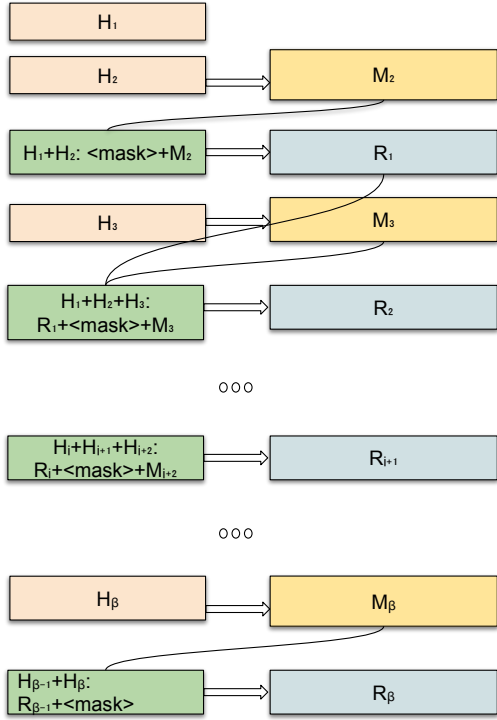 H₁
H₂ M₂
H₁+H₂: <mask>+M₂ R₁
H₃ M₃
H₁+H₂+H₃:
R₁+<mask>+M₃ R₂
ooo
Hᵢ+Hᵢ₊₁+Hᵢ₊₂:
Rᵢ+<mask>+Mᵢ₊₂ Rᵢ₊₁
ooo
Hᵦ Mᵦ
Hᵦ₋₁+Hᵦ:
Rᵦ₋₁+<mask> Rᵦ